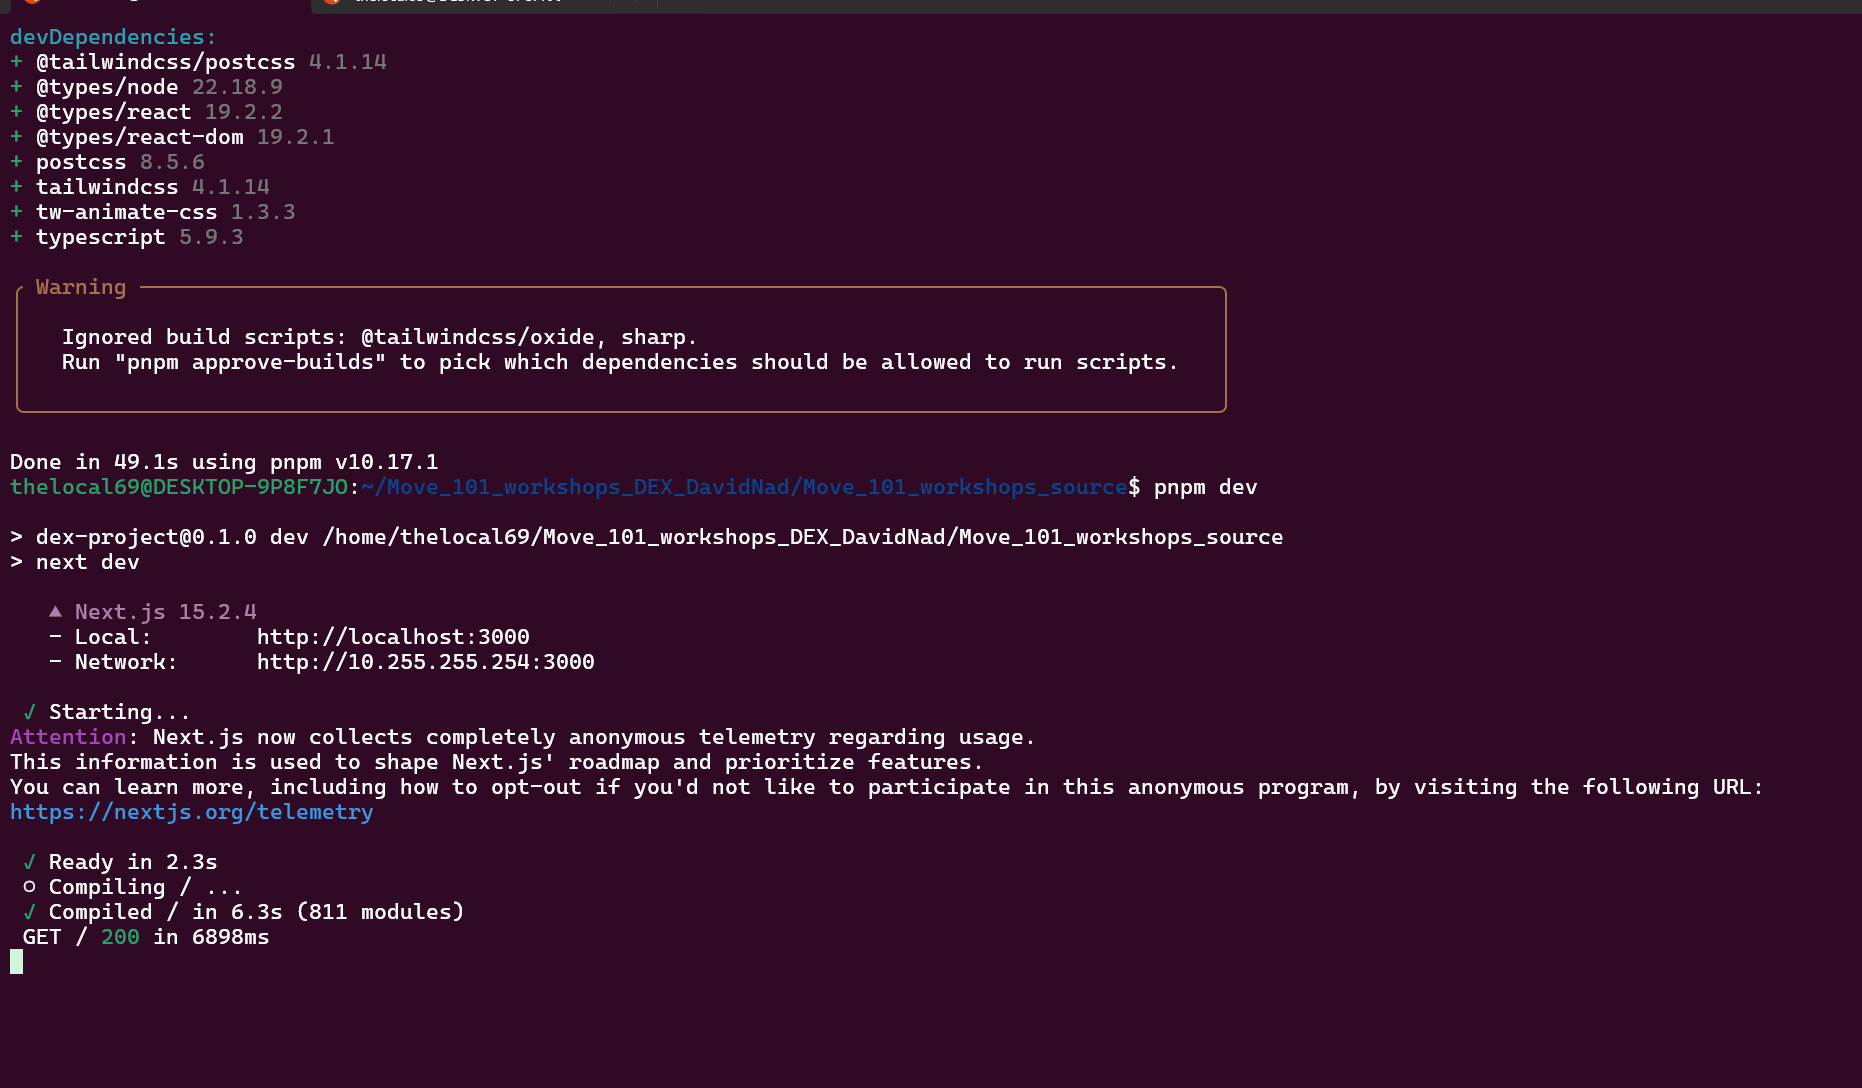 devDependencies:
+ @tailwindcss/postcss 4.1.14
+ @types/node 22.18.9
+ @types/react 19.2.2
+ @types/react-dom 19.2.1
+ postcss 8.5.6
+ tailwindcss 4.1.14
+ tw-animate-css 1.3.3
+ typescript 5.9.3
Warning
Ignored build scripts: @tailwindcss/oxide, sharp.
Run "pnpm approve-builds" to pick which dependencies should be allowed to run scripts.
Done in 49.1s using pnpm v10.17.1
thelocal69@DESKTOP-9P8F7JO:~/Move_101_workshops_DEX_DavidNad/Move_101_workshops_source$ pnpm dev
> dex-project@0.1.0 dev /home/thelocal69/Move_101_workshops_DEX_DavidNad/Move_101_workshops_source
> next dev
▲ Next.js 15.2.4
- Local: http://localhost:3000
- Network: http://10.255.255.254:3000
✓ Starting...
Attention: Next.js now collects completely anonymous telemetry regarding usage.
This information is used to shape Next.js' roadmap and prioritize features.
You can learn more, including how to opt-out if you'd not like to participate in this anonymous program, by visiting the following URL:
https://nextjs.org/telemetry
✓ Ready in 2.3s
○ Compiling / ...
✓ Compiled / in 6.3s (811 modules)
GET / 200 in 6898ms